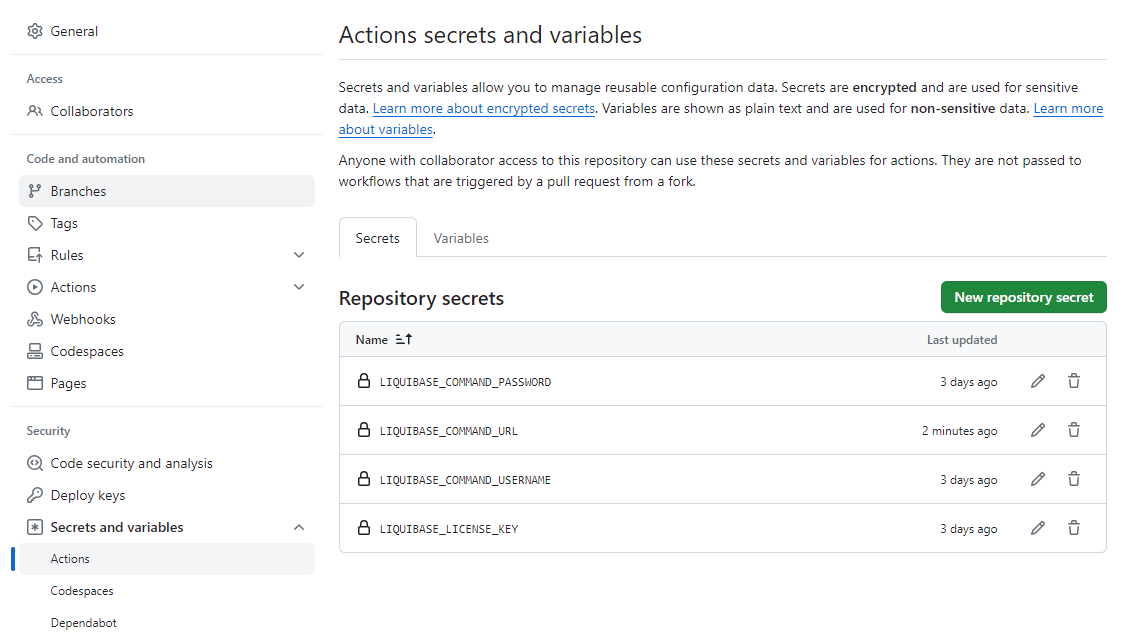 General
Access
Collaborators
Code and automation
Branches
Tags
Rules
Actions
Webhooks
Codespaces
Pages
Security
Code security and analysis
Deploy keys
Secrets and variables
Actions
Codespaces
Dependabot
Actions secrets and variables
Secrets and variables allow you to manage reusable configuration data. Secrets are encrypted and are used for sensitive
data. Learn more about encrypted secrets. Variables are shown as plain text and are used for non-sensitive data. Learn more
about variables.
Anyone with collaborator access to this repository can use these secrets and variables for actions. They are not passed to
workflows that are triggered by a pull request from a fork.
Secrets Variables
Repository secrets New repository secret
Name Last updated
LIQUIBASE_COMMAND_PASSWORD 3 days ago
LIQUIBASE_COMMAND_URL 2 minutes ago
LIQUIBASE_COMMAND_USERNAME 3 days ago
LIQUIBASE_LICENSE_KEY 3 days ago